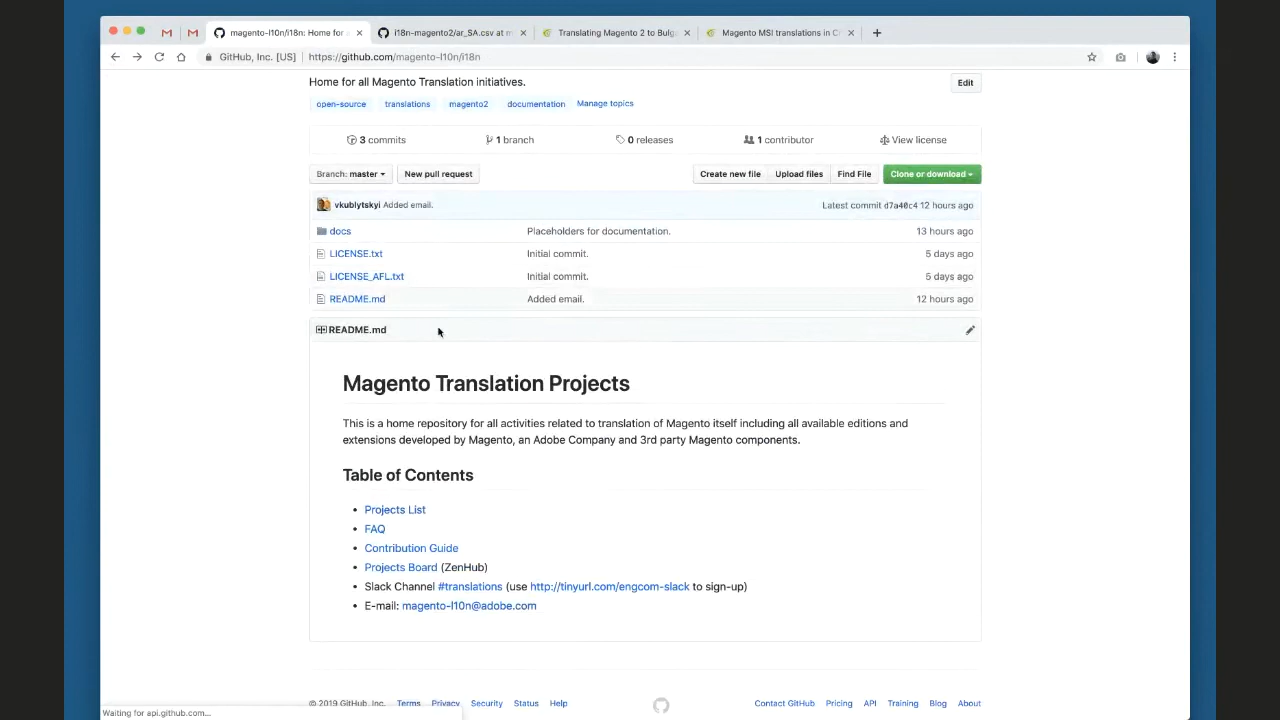 magento-l10n/i18n: Home for
i18n-magento2/ar_SA.csv at m
Translating Magento 2 to Bulga
Magento MSI translations in C
GitHub, Inc. [US] https://github.com/magento-l10n/i18n
Home for all Magento Translation initiatives.
Edit
open-source translations magento2 documentation Manage topics
3 commits 1 branch 0 releases 1 contributor View license
Branch: master New pull request Create new file Upload files Find File Clone or download
vkublytskyi Added email. Latest commit d7a40c4 12 hours ago
docs Placeholders for documentation. 13 hours ago
LICENSE.txt Initial commit. 5 days ago
LICENSE_AFL.txt Initial commit. 5 days ago
README.md Added email. 12 hours ago
README.md
Magento Translation Projects
This is a home repository for all activities related to translation of Magento itself including all available editions and
extensions developed by Magento, an Adobe Company and 3rd party Magento components.
Table of Contents
• Projects List
• FAQ
• Contribution Guide
• Projects Board (ZenHub)
• Slack Channel #translations (use http://tinyurl.com/engcom-slack to sign-up)
• E-mail: magento-l10n@adobe.com
© 2019 GitHub, Inc. Terms Privacy Security Status Help Contact GitHub Pricing API Training Blog About
Waiting for api.github.com...